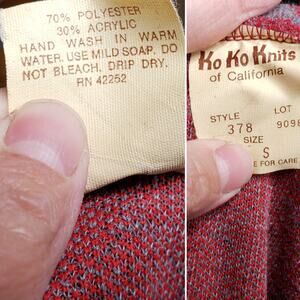 70% POLYESTER
30% ACRYLIC
HAND WASH IN WARM
WATER. USE MILD SOAP. DO
NOT BLEACH. DRIP DRY.
RN 42252
Ko Ko Knits
of California
STYLE LOT
378 9098
SIZE
S
E FOR CARE